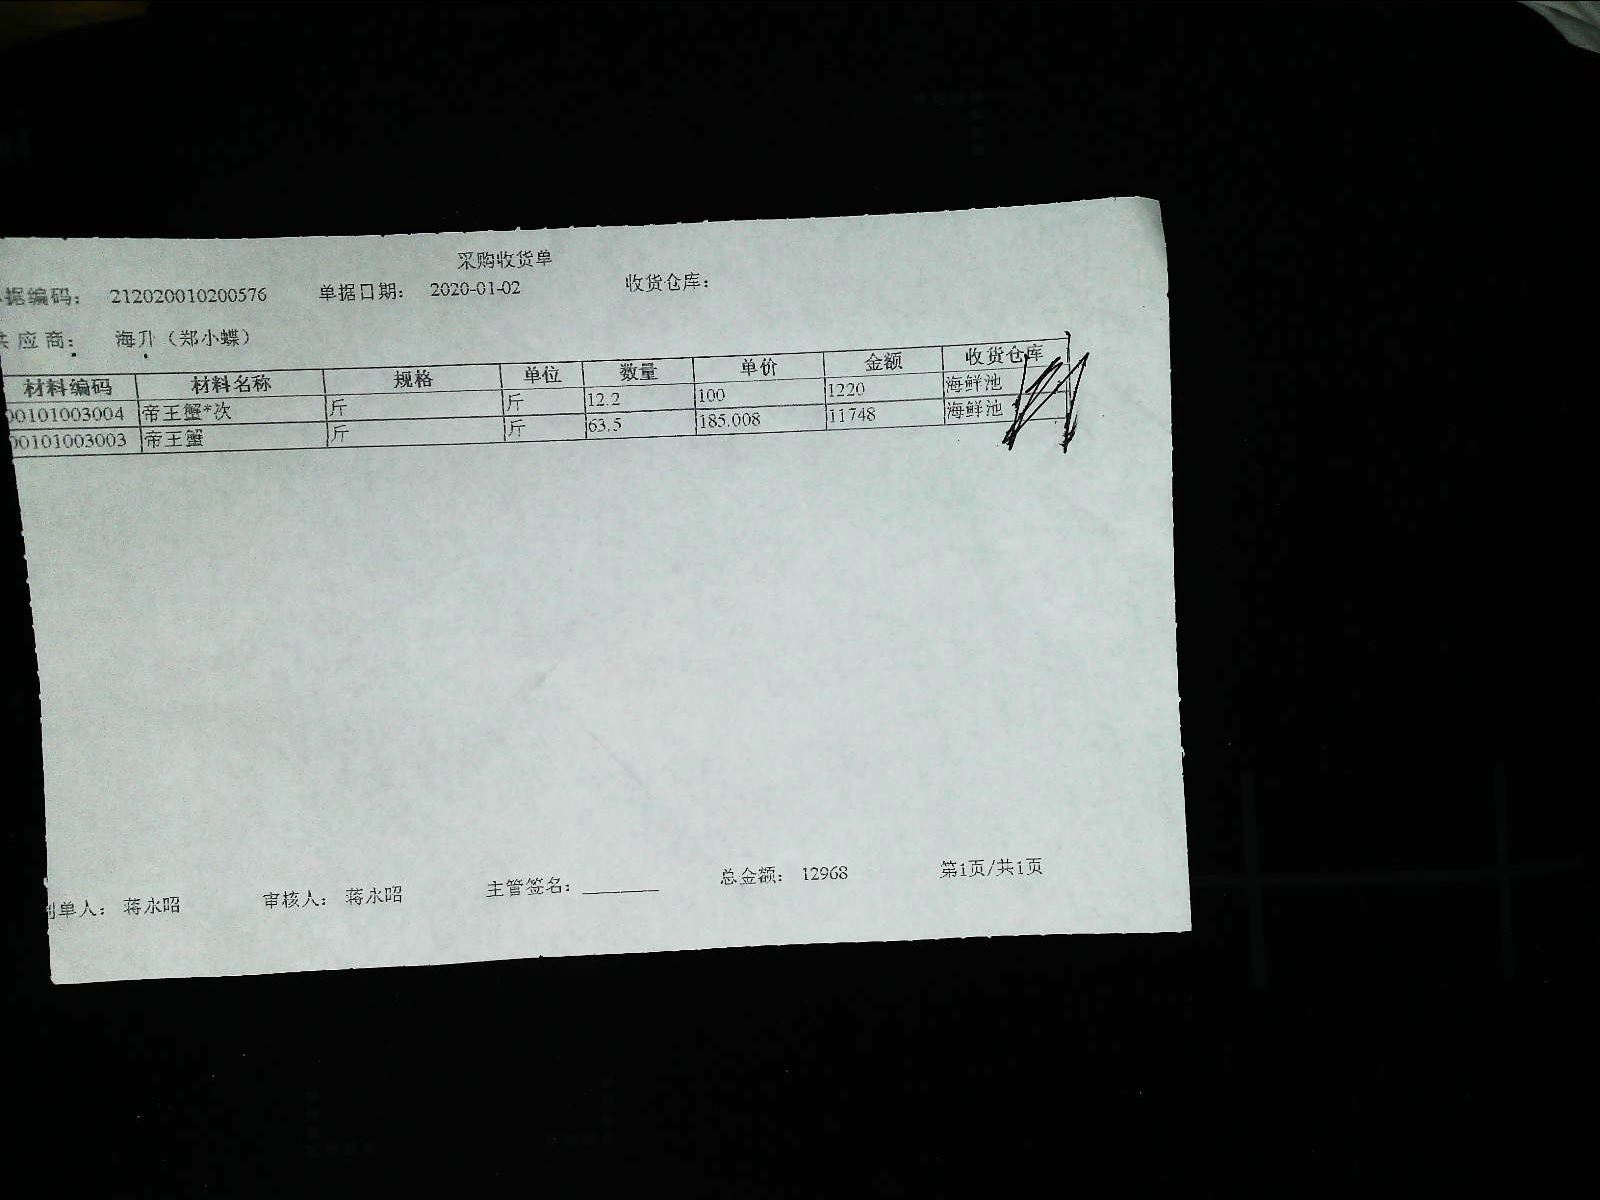 采购收货单
据编码： 212020010200576 单据日期： 2020-01-02 收货仓库：
应商： 海升（郑小蝶）
材料编码 材料名称 规格 单位 数量 单价 金额 收货仓库
00101003004 帝王蟹*次 斤 斤 12.2 100 1220 海鲜池
00101003003 帝王蟹 斤 斤 63.5 185.008 11748 海鲜池
单人： 蒋永昭 审核人： 蒋永昭 主管签名：________ 总金额： 12968 第1页/共1页